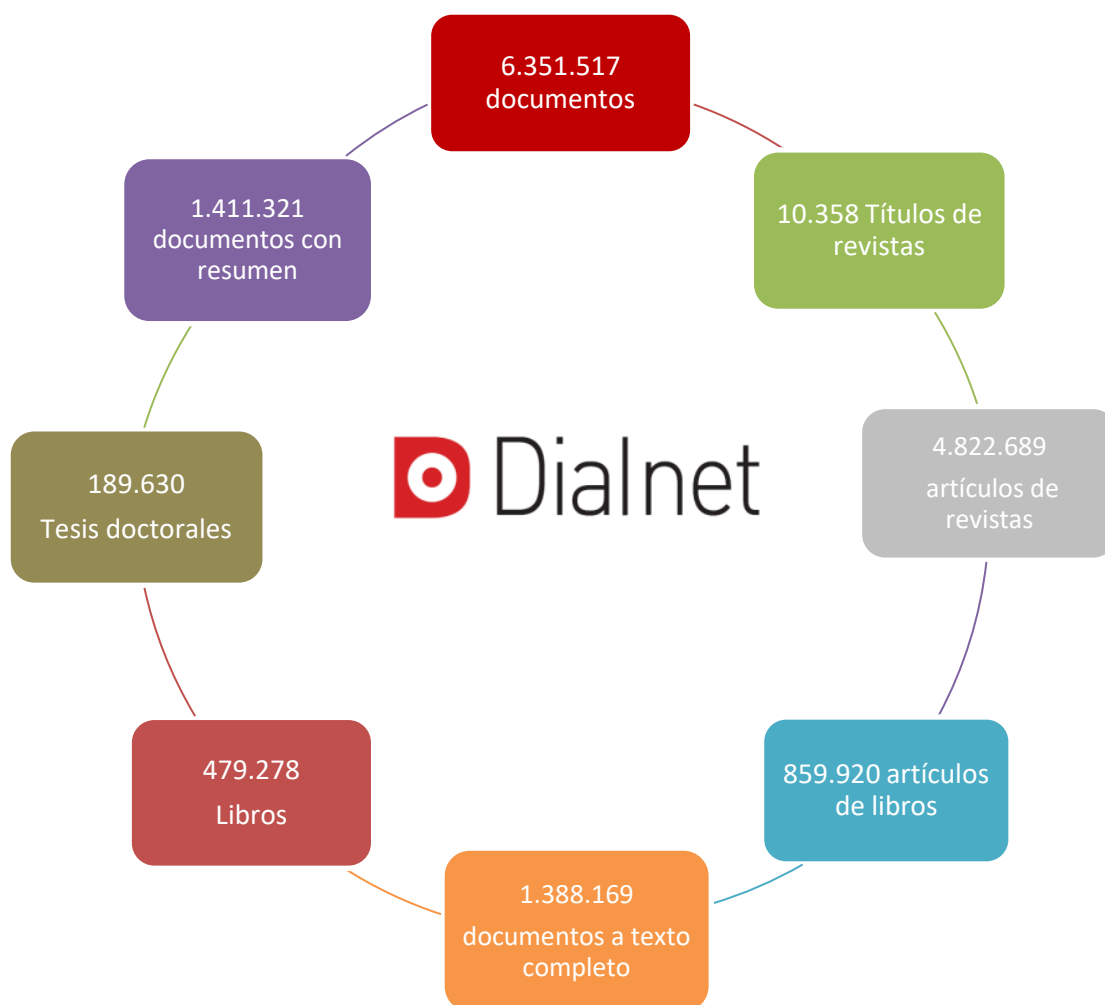 6.351.517
documentos
10.358 Títulos de
revistas
4.822.689
artículos de
revistas
859.920 artículos
de libros
1.388.169
documentos a texto
completo
479.278
Libros
189.630
Tesis doctorales
1.411.321
documentos con
resumen
Dialnet